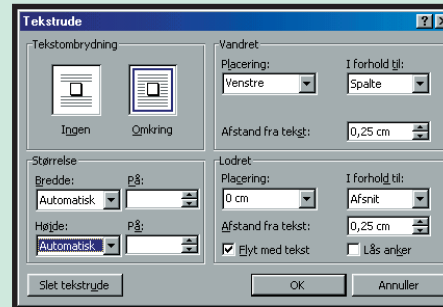 Tekstrude
Tekstombrydning
Ingen Omkring
Størrelse
Bredde: På:
Automatisk
Højde: På:
Automatisk
Vandret
Placering: I forhold til:
Venstre Spalte
Afstand fra tekst: 0,25 cm
Lodret
Placering: I forhold til:
0 cm Afsnit
Afstand fra tekst: 0,25 cm
Flyt med tekst Lås anker
Slet tekstrude OK Annuller